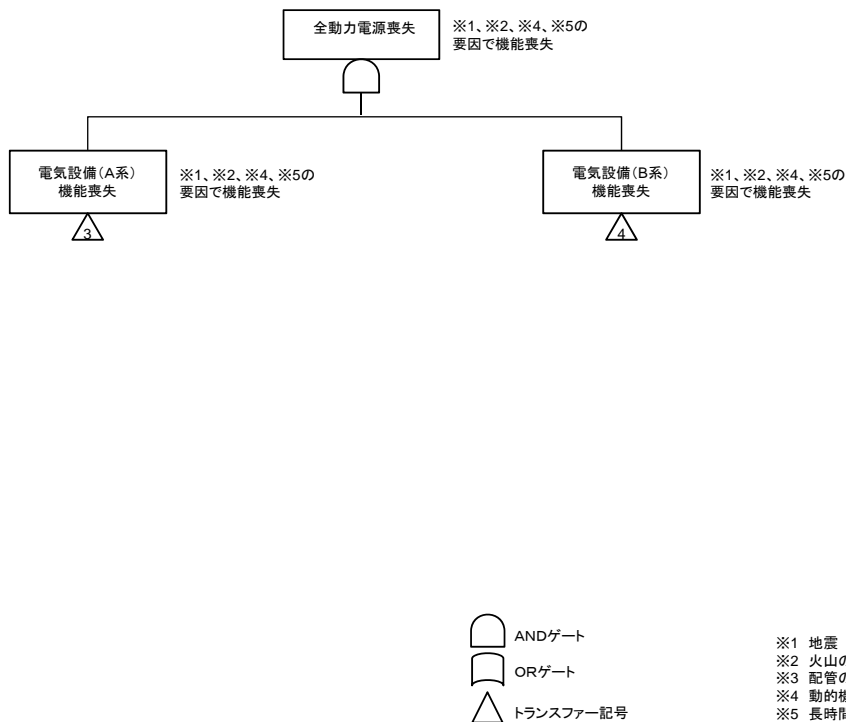 全動力電源喪失
※1、※2、※4、※5の
要因で機能喪失
電気設備(A系)
機能喪失
※1、※2、※4、※5の
要因で機能喪失
電気設備(B系)
機能喪失
※1、※2、※4、※5の
要因で機能喪失
3
4
ANDゲート
ORゲート
トランスファー記号
※1 地震
※2 火山の
※3 配管の
※4 動的機
※5 長時間